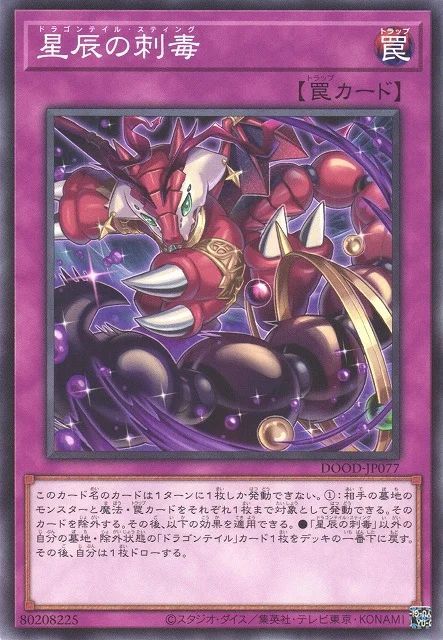 ドラゴンテイル・スティング
星辰の刺毒
トラップ
罠
トラップ
【罠カード】
DOOD-JP077
このカード名のカードは1ターンに1枚しか発動できない。①:相手の墓地の
モンスターと魔法・罠カードをそれぞれ1枚まで対象として発動できる。その
カードを除外する。その後、以下の効果を適用できる。●「星辰の刺毒」以外の
自分の墓地・除外状態の「ドラゴンテイル」カード1枚をデッキの一番下に戻す。
その後、自分は1枚ドローする。
80208225
©スタジオ・ダイス/集英社・テレビ東京・KONAMI